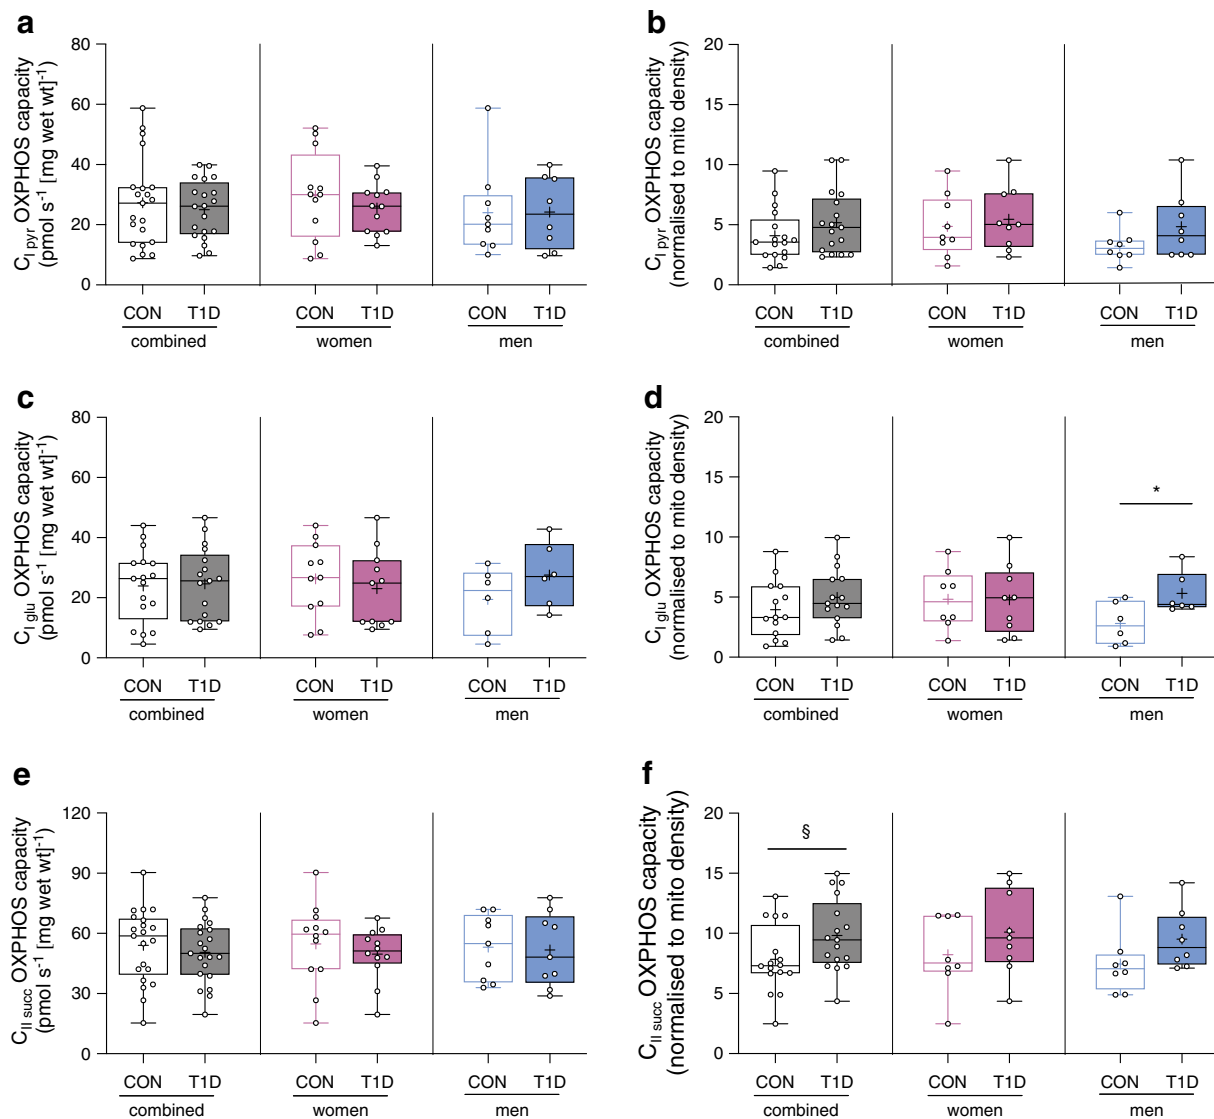 a
C_I pyr OXPHOS capacity
(pmol s⁻¹ [mg wet wt]⁻¹)
80
60
40
20
0
CON T1D CON T1D CON T1D
combined women men
b
C_I pyr OXPHOS capacity
(normalised to mito density)
20
15
10
5
0
CON T1D CON T1D CON T1D
combined women men
c
C_I glu OXPHOS capacity
(pmol s⁻¹ [mg wet wt]⁻¹)
80
60
40
20
0
CON T1D CON T1D CON T1D
combined women men
d
C_I glu OXPHOS capacity
(normalised to mito density)
20
15
10
5
0
*
CON T1D CON T1D CON T1D
combined women men
e
C_II succ OXPHOS capacity
(pmol s⁻¹ [mg wet wt]⁻¹)
120
90
60
30
0
CON T1D CON T1D CON T1D
combined women men
f
C_II succ OXPHOS capacity
(normalised to mito density)
20
15
10
5
0
§
CON T1D CON T1D CON T1D
combined women men